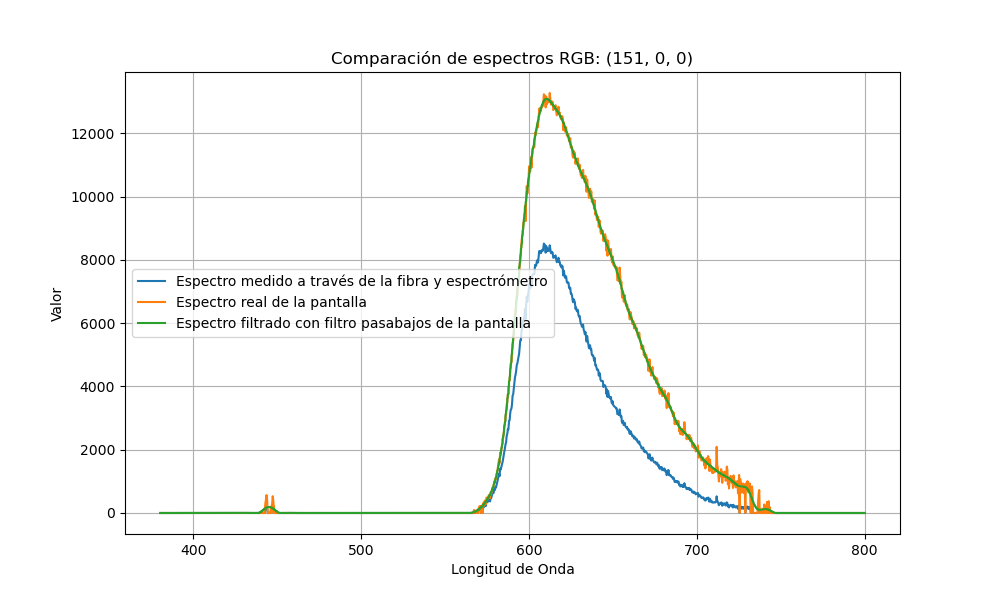 Comparación de espectros RGB: (151, 0, 0)
Valor
12000
10000
8000
6000
4000
2000
0
Espectro medido a través de la fibra y espectrómetro
Espectro real de la pantalla
Espectro filtrado con filtro pasabajos de la pantalla
400 500 600 700 800
Longitud de Onda